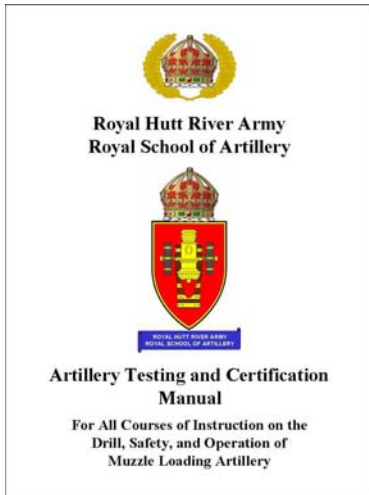 Royal Hutt River Army
Royal School of Artillery
ROYAL HUTT RIVER ARMY
ROYAL SCHOOL OF ARTILLERY
Artillery Testing and Certification
Manual
For All Courses of Instruction on the
Drill, Safety, and Operation of
Muzzle Loading Artillery